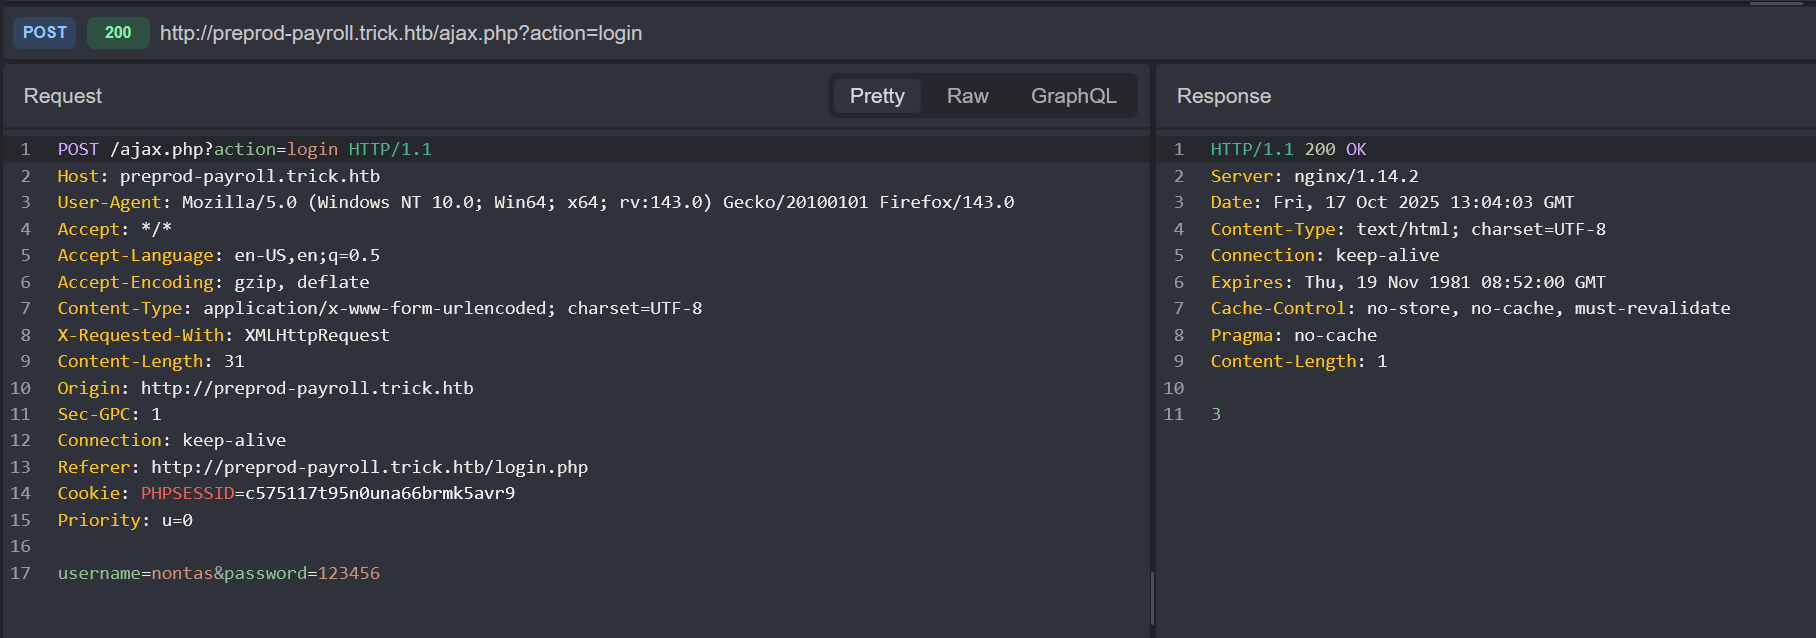 POST 200 http://preprod-payroll.trick.htb/ajax.php?action=login
Request Pretty Raw GraphQL
1 POST /ajax.php?action=login HTTP/1.1
2 Host: preprod-payroll.trick.htb
3 User-Agent: Mozilla/5.0 (Windows NT 10.0; Win64; x64; rv:143.0) Gecko/20100101 Firefox/143.0
4 Accept: */*
5 Accept-Language: en-US,en;q=0.5
6 Accept-Encoding: gzip, deflate
7 Content-Type: application/x-www-form-urlencoded; charset=UTF-8
8 X-Requested-With: XMLHttpRequest
9 Content-Length: 31
10 Origin: http://preprod-payroll.trick.htb
11 Sec-GPC: 1
12 Connection: keep-alive
13 Referer: http://preprod-payroll.trick.htb/login.php
14 Cookie: PHPSESSID=c575117t95n0una66brmk5avr9
15 Priority: u=0
16
17 username=nontas&password=123456
Response
1 HTTP/1.1 200 OK
2 Server: nginx/1.14.2
3 Date: Fri, 17 Oct 2025 13:04:03 GMT
4 Content-Type: text/html; charset=UTF-8
5 Connection: keep-alive
6 Expires: Thu, 19 Nov 1981 08:52:00 GMT
7 Cache-Control: no-store, no-cache, must-revalidate
8 Pragma: no-cache
9 Content-Length: 1
10
11 3